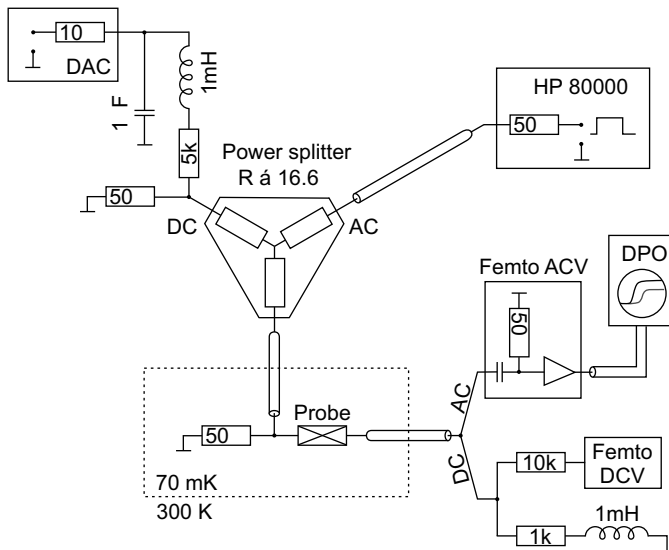 10
DAC
1 F
1mH
5k
50
Power splitter
R á 16.6
DC
AC
HP 80000
50
Femto ACV
50
DPO
AC
DC
Probe
50
70 mK
300 K
10k
Femto
DCV
1k
1mH